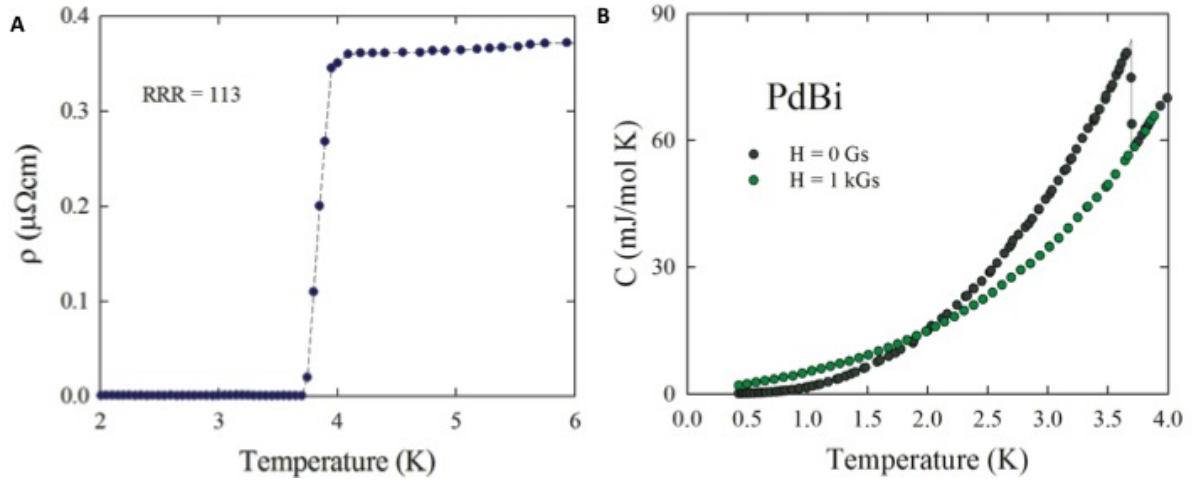 A
0.4
0.3
0.2
0.1
0.0
ρ (μΩcm)
RRR = 113
2
3
4
5
6
Temperature (K)
B
90
60
30
0
C (mJ/mol K)
PdBi
H = 0 Gs
H = 1 kGs
0.0
0.5
1.0
1.5
2.0
2.5
3.0
3.5
4.0
Temperature (K)